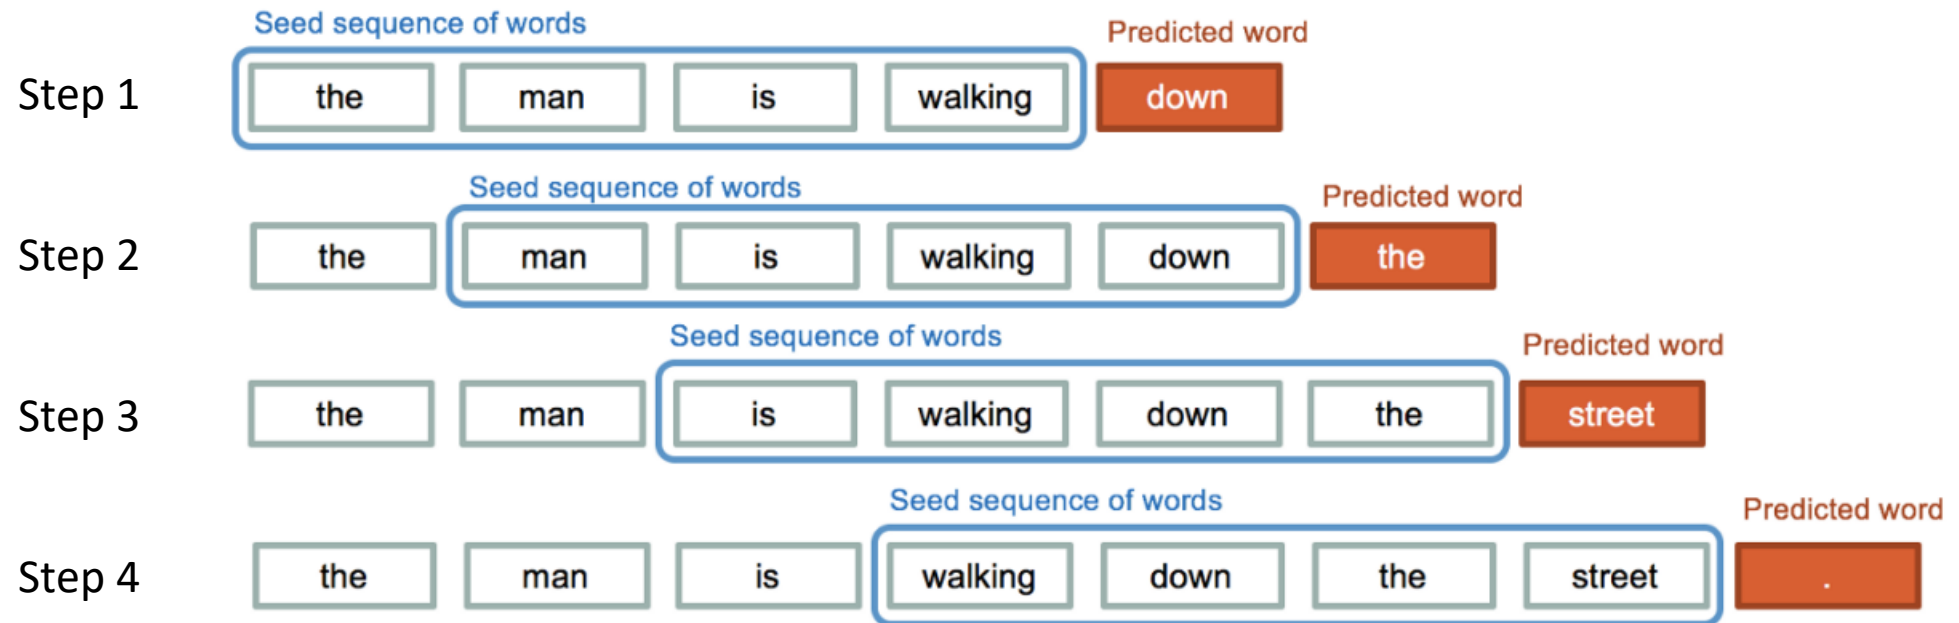 Seed sequence of words
Predicted word
Step 1 the man is walking down
Seed sequence of words
Predicted word
Step 2 the man is walking down the
Seed sequence of words
Predicted word
Step 3 the man is walking down the street
Seed sequence of words
Predicted word
Step 4 the man is walking down the street .